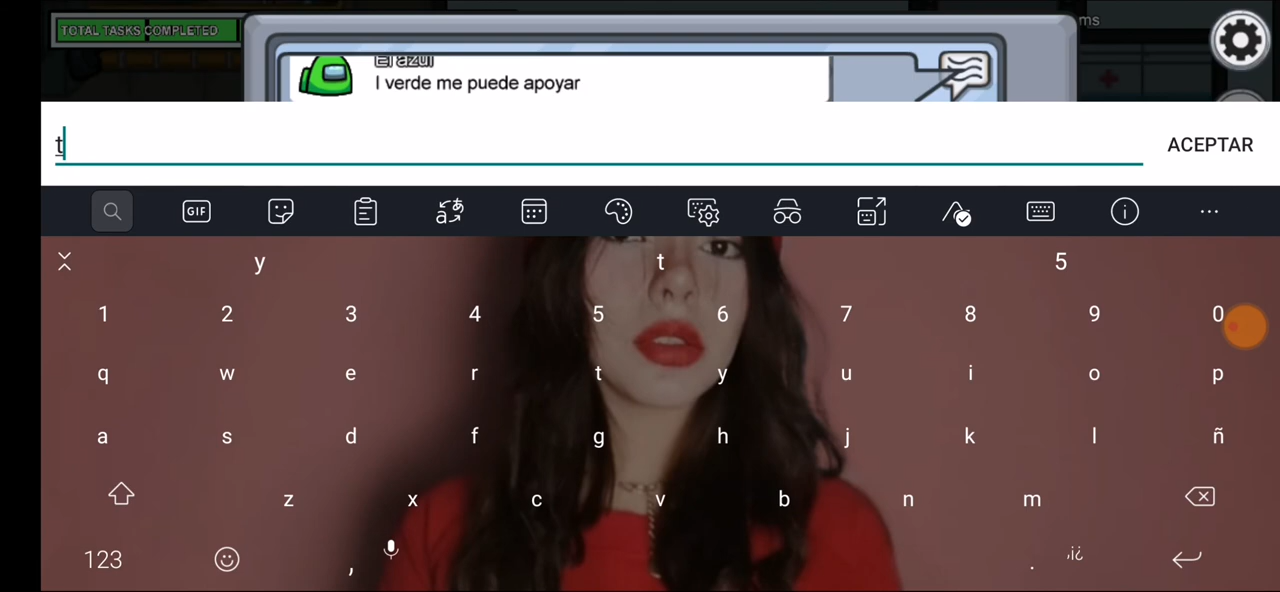 TOTAL TASKS COMPLETED
ms
El azul
I verde me puede apoyar
t
ACEPTAR
GIF
y t 5
1 2 3 4 5 6 7 8 9 0
q w e r t y u i o p
a s d f g h j k l ñ
z x c v b n m
123 , . ,¡¿